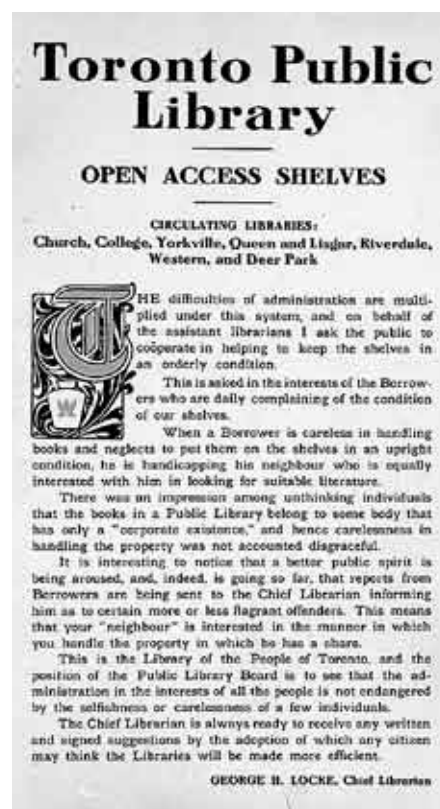 Toronto Public
Library
OPEN ACCESS SHELVES
CIRCULATING LIBRARIES:
Church, College, Yorkville, Queen and Lisgar, Riverdale,
Western, and Deer Park
THE difficulties of administration are multi-
plied under this system, and on behalf of
the assistant librarians I ask the public to
coöperate in helping to keep the shelves in
an orderly condition.
This is asked in the interests of the Borrow-
ers who are daily complaining of the condition
of our shelves.
When a Borrower is careless in handling
books and neglects to put them on the shelves in an upright
condition, he is handicapping his neighbour who is equally
interested with him in looking for suitable literature.
There was an impression among unthinking individuals
that the books in a Public Library belong to some body that
has only a "corporate existence," and hence carelessness in
handling the property was not accounted disgraceful.
It is interesting to notice that a better public spirit is
being aroused, and, indeed, is going so far, that reports from
Borrowers are being sent to the Chief Librarian informing
him as to certain more or less flagrant offenders. This means
that your "neighbour" is interested in the manner in which
you handle the property in which he has a share.
This is the Library of the People of Toronto, and the
position of the Public Library Board is to see that the ad-
ministration in the interests of all the people is not endangered
by the selfishness or carelessness of a few individuals.
The Chief Librarian is always ready to receive any written
and signed suggestions by the adoption of which any citizen
may think the Libraries will be made more efficient.
GEORGE H. LOCKE, Chief Librarian